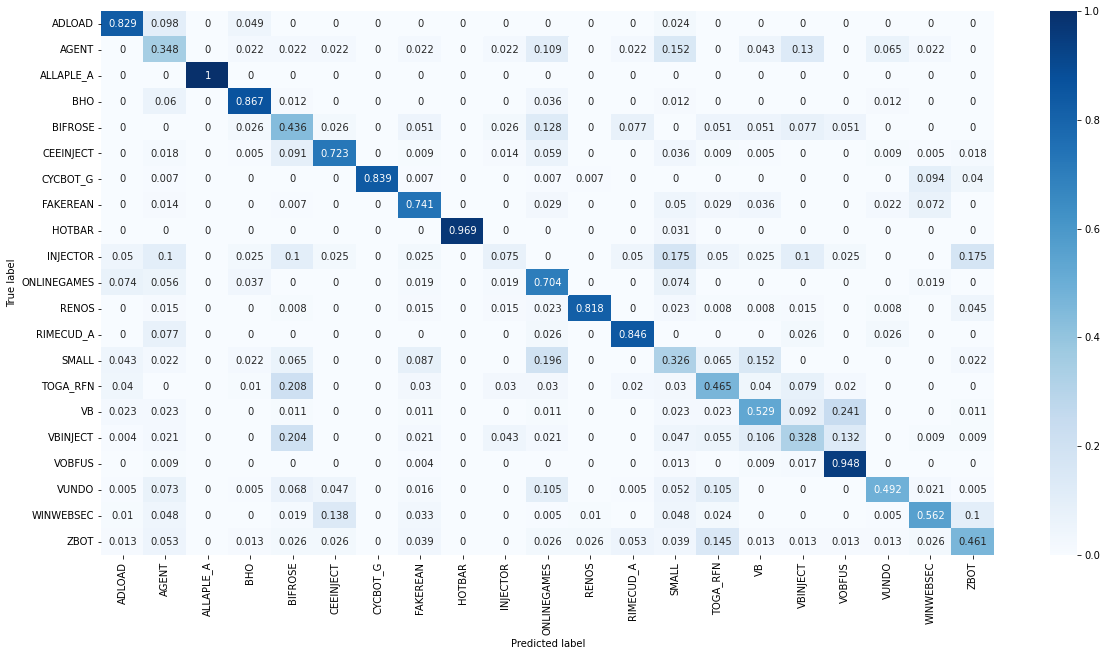 ADLOAD 0.829 0.098 0 0.049 0 0 0 0 0 0 0 0 0 0.024 0 0 0 0 0 0 0
AGENT 0 0.348 0 0.022 0.022 0.022 0 0.022 0 0.022 0.109 0 0.022 0.152 0 0.043 0.13 0 0.065 0.022 0
ALLAPLE_A 0 0 1 0 0 0 0 0 0 0 0 0 0 0 0 0 0 0 0 0 0
BHO 0 0.06 0 0.867 0.012 0 0 0 0 0 0.036 0 0 0.012 0 0 0 0 0.012 0 0
BIFROSE 0 0 0 0.026 0.436 0.026 0 0.051 0 0.026 0.128 0 0.077 0 0.051 0.051 0.077 0.051 0 0 0
CEEINJECT 0 0.018 0 0.005 0.091 0.723 0 0.009 0 0.014 0.059 0 0 0.036 0.009 0.005 0 0 0.009 0.005 0.018
CYCBOT_G 0 0.007 0 0 0 0 0.839 0.007 0 0 0.007 0.007 0 0 0 0 0 0 0 0.094 0.04
FAKEREAN 0 0.014 0 0 0.007 0 0 0.741 0 0 0.029 0 0 0.05 0.029 0.036 0 0 0.022 0.072 0
HOTBAR 0 0 0 0 0 0 0 0 0.969 0 0 0 0 0.031 0 0 0 0 0 0 0
INJECTOR 0.05 0.1 0 0.025 0.1 0.025 0 0.025 0 0.075 0 0 0.05 0.175 0.05 0.025 0.1 0.025 0 0 0.175
ONLINEGAMES 0.074 0.056 0 0.037 0 0 0 0.019 0 0.019 0.704 0 0 0.074 0 0 0 0 0 0.019 0
RENOS 0 0.015 0 0 0.008 0 0 0.015 0 0.015 0.023 0.818 0 0.023 0.008 0.008 0.015 0 0.008 0 0.045
RIMECUD_A 0 0.077 0 0 0 0 0 0 0 0 0.026 0 0.846 0 0 0 0.026 0 0.026 0 0
SMALL 0.043 0.022 0 0.022 0.065 0 0 0.087 0 0 0.196 0 0 0.326 0.065 0.152 0 0 0 0 0.022
TOGA_RFN 0.04 0 0 0.01 0.208 0 0 0.03 0 0.03 0.03 0 0.02 0.03 0.465 0.04 0.079 0.02 0 0 0
VB 0.023 0.023 0 0 0.011 0 0 0.011 0 0 0.011 0 0 0.023 0.023 0.529 0.092 0.241 0 0 0.011
VBINJECT 0.004 0.021 0 0 0.204 0 0 0.021 0 0.043 0.021 0 0 0.047 0.055 0.106 0.328 0.132 0 0.009 0.009
VOBFUS 0 0.009 0 0 0 0 0 0.004 0 0 0 0 0 0.013 0 0.009 0.017 0.948 0 0 0
VUNDO 0.005 0.073 0 0.005 0.068 0.047 0 0.016 0 0 0.105 0 0.005 0.052 0.105 0 0 0 0.492 0.021 0.005
WINWEBSEC 0.01 0.048 0 0 0.019 0.138 0 0.033 0 0 0.005 0.01 0 0.048 0.024 0 0 0 0.005 0.562 0.1
ZBOT 0.013 0.053 0 0.013 0.026 0.026 0 0.039 0 0 0.026 0.026 0.053 0.039 0.145 0.013 0.013 0.013 0.013 0.026 0.461
ADLOAD AGENT ALLAPLE_A BHO BIFROSE CEEINJECT CYCBOT_G FAKEREAN HOTBAR INJECTOR ONLINEGAMES RENOS RIMECUD_A SMALL TOGA_RFN VB VBINJECT VOBFUS VUNDO WINWEBSEC ZBOT
Predicted label
True label
1.0
0.8
0.6
0.4
0.2
0.0